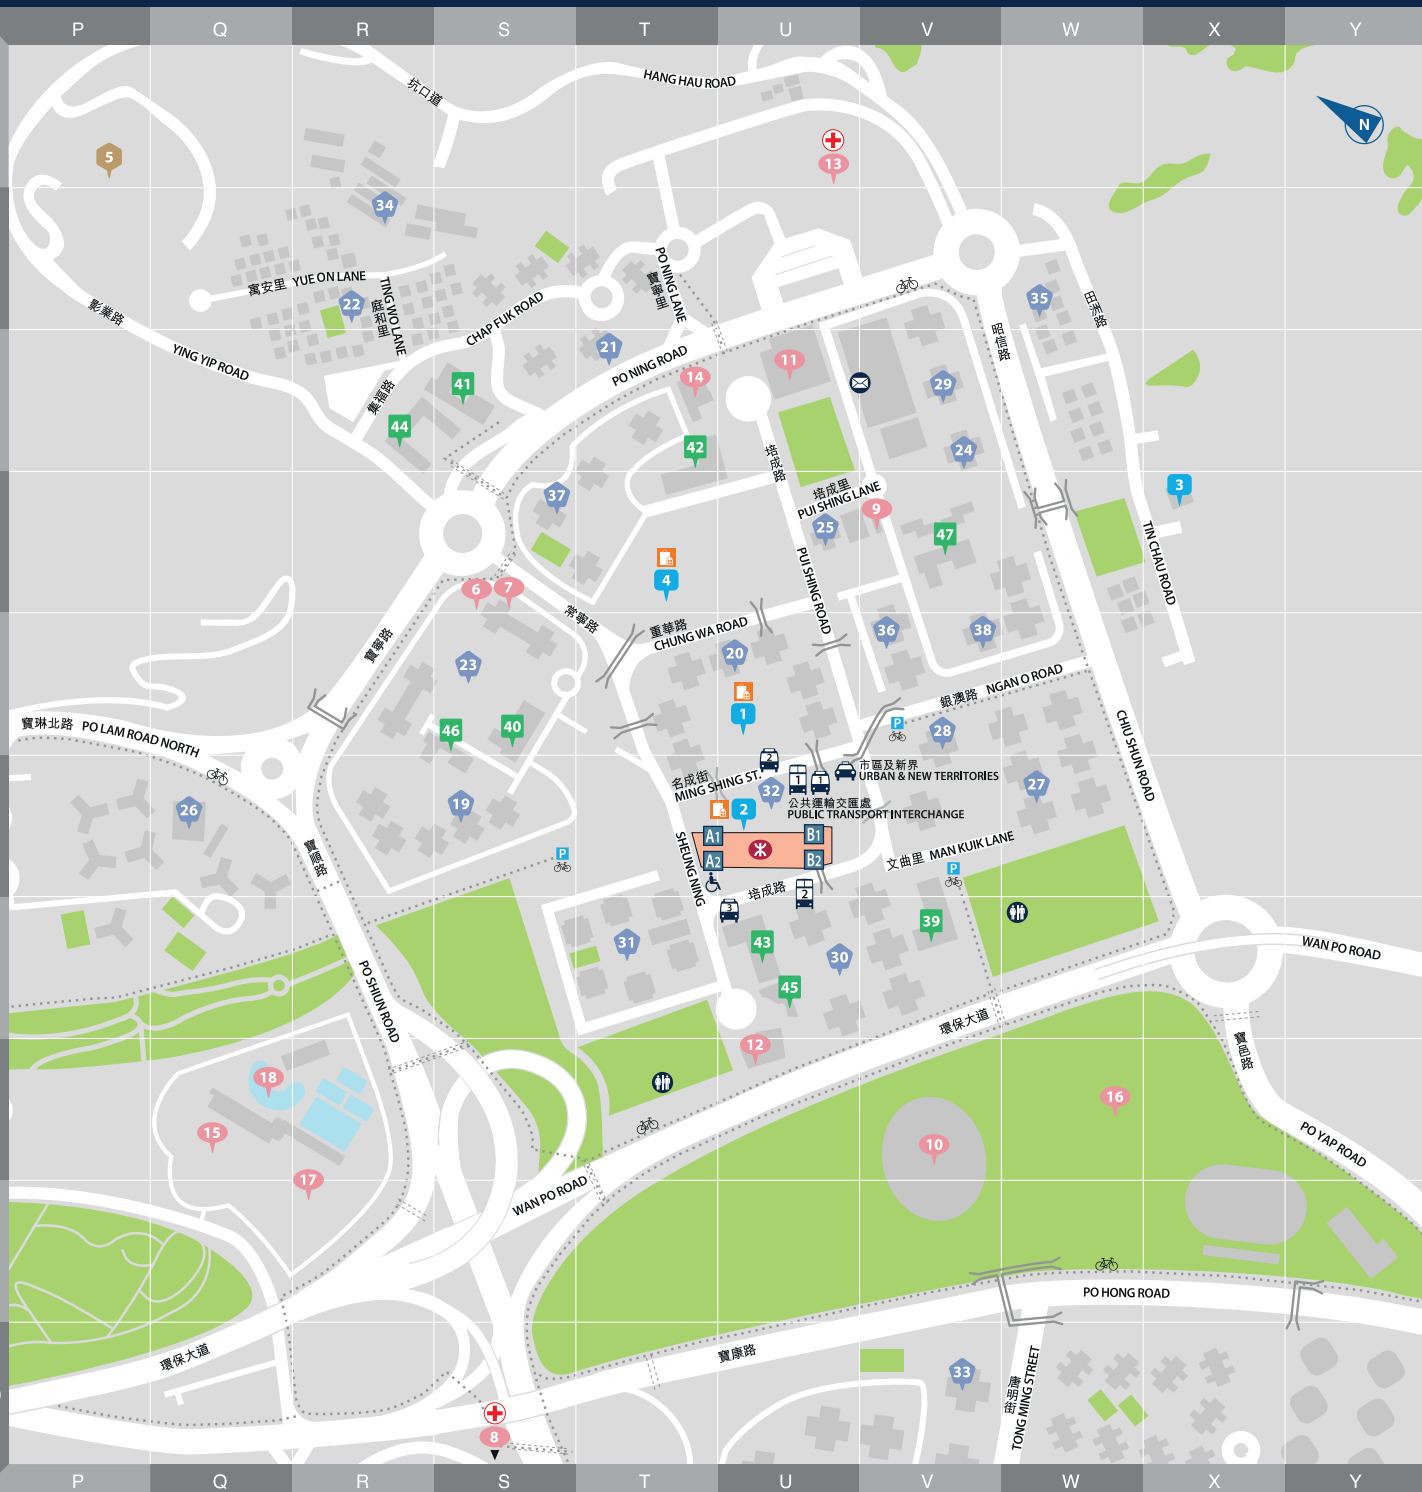 P Q R S T U V W X Y
HANG HAU ROAD
坑口道
N
5
13
34
PO NING LANE
寶寧里
寓安里 YUE ON LANE
TING WO LANE
庭和里
22
35
田秀路
影業路
CHAP FUK ROAD
昭信路
YING YIP ROAD
21
PO NING ROAD
11
14
41
29
集福路
44
42
24
培成路
培成里
PUI SHING LANE
37
3
9
25
47
TIN CHAU ROAD
PUI SHING ROAD
4
6
7
常寧路
重華路
CHUNG WA ROAD
36
38
寶寧路
20
23
銀澳路 NGAN O ROAD
1
寶琳北路 PO LAM ROAD NORTH
46
40
P
28
CHIU SHUN ROAD
2
市區及新界
URBAN & NEW TERRITORIES
1
1
名成街
MING SHING ST.
32
27
公共運輸交匯處
PUBLIC TRANSPORT INTERCHANGE
26
19
2
A1
B1
SHEUNG NING
文曲里 MAN KUIK LANE
寶順路
P
A2
B2
P
培成路
2
3
39
31
43
30
WAN PO ROAD
45
PO SHUN ROAD
環保大道
12
寶邑路
18
16
15
10
PO YAP ROAD
17
WAN PO ROAD
PO HONG ROAD
環保大道
寶康路
33
唐明街
TONG MING STREET
8
P Q R S T U V W X Y